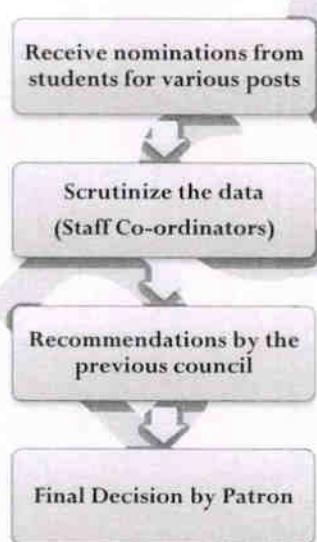 Receive nominations from
students for various posts
Scrutinize the data
(Staff Co-ordinators)
Recommendations by the
previous council
Final Decision by Patron